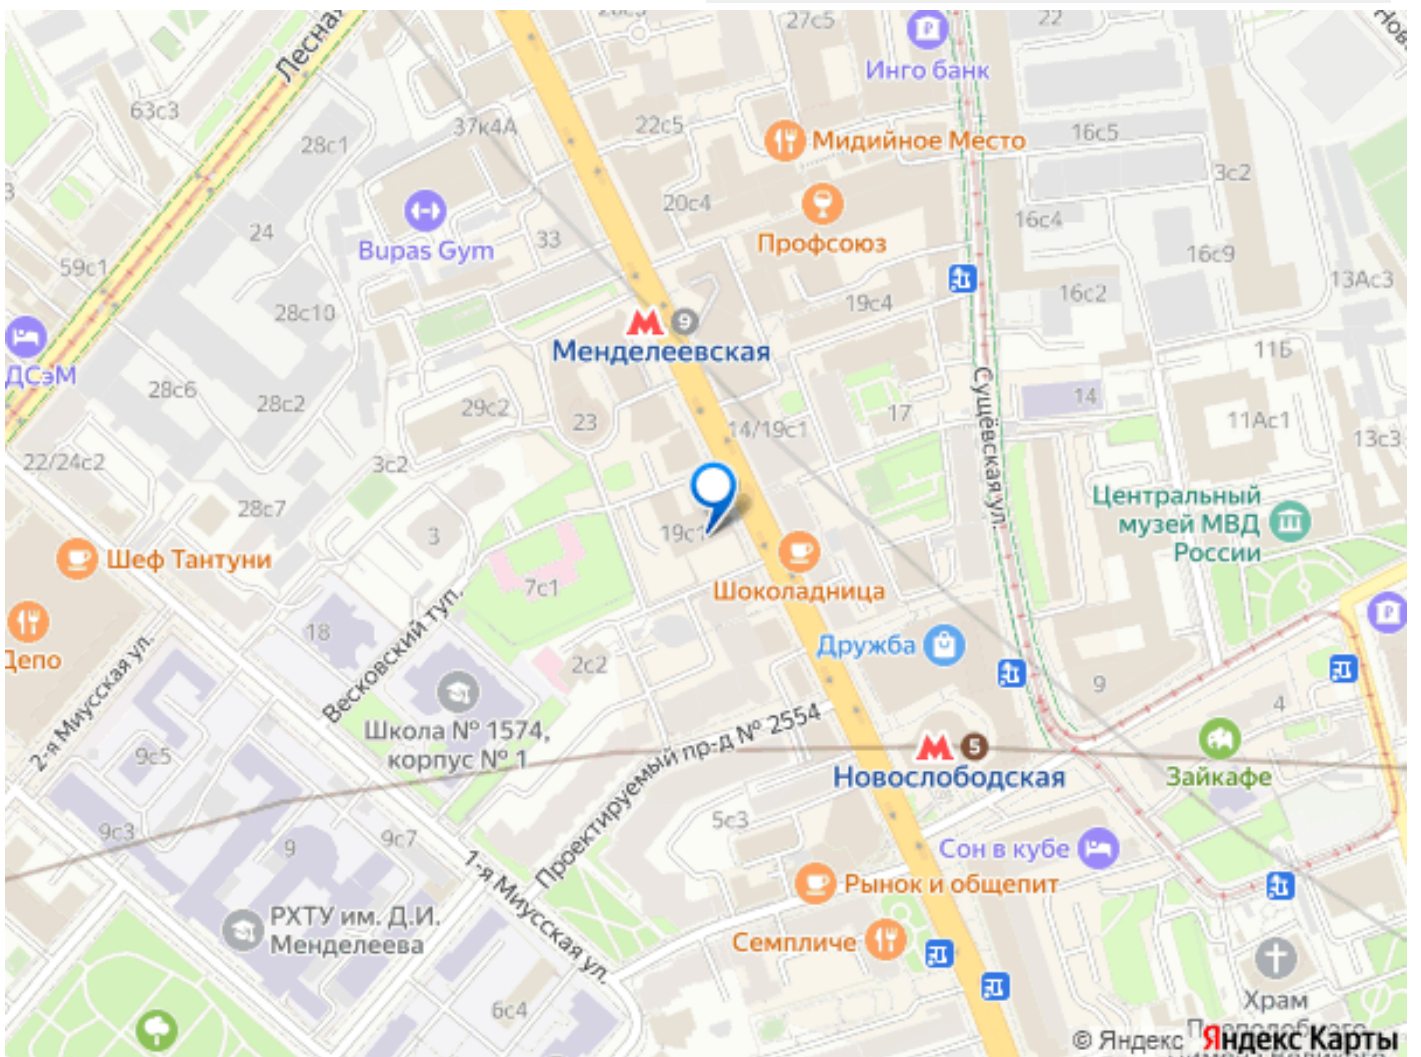 27с5
22
Лесная
Инго банк
63с3
37к4А
22с5
28с1
Мидийное Место
16с5
3с2
20с4
16с4
24
33
Bupas Gym
Профсоюз
16с9
59с1
13Ас3
28с10
19с4
16с2
9
Менделеевская
11Б
ДСэМ
28с6
28с2
29с2
23
17
14
Сущёвская ул.
14/19с1
11Ас1
13с3
22/24с2
3с2
28с7
Центральный
музей МВД
России
3
19с1
Шеф Тантуни
7с1
Шоколадница
Весковский туп.
18
Депо
2с2
Дружба
2-я Миусская ул.
9
4
Школа № 1574,
корпус № 1
Проектируемый пр-д № 2554
5
Новослободская
Зайкафе
9с5
9с3
9
9с7
5с3
Сон в кубе
1-я Миусская ул.
Рынок и общепит
РХТУ им. Д.И.
Менделеева
Семпличе
6с4
Храм
© Яндекс Яндекс Карты